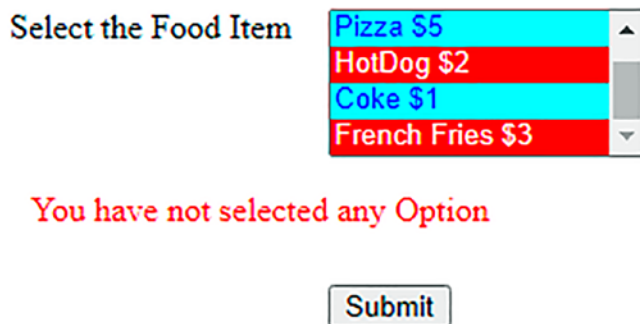 Select the Food Item
Pizza $5
HotDog $2
Coke $1
French Fries $3
You have not selected any Option
Submit